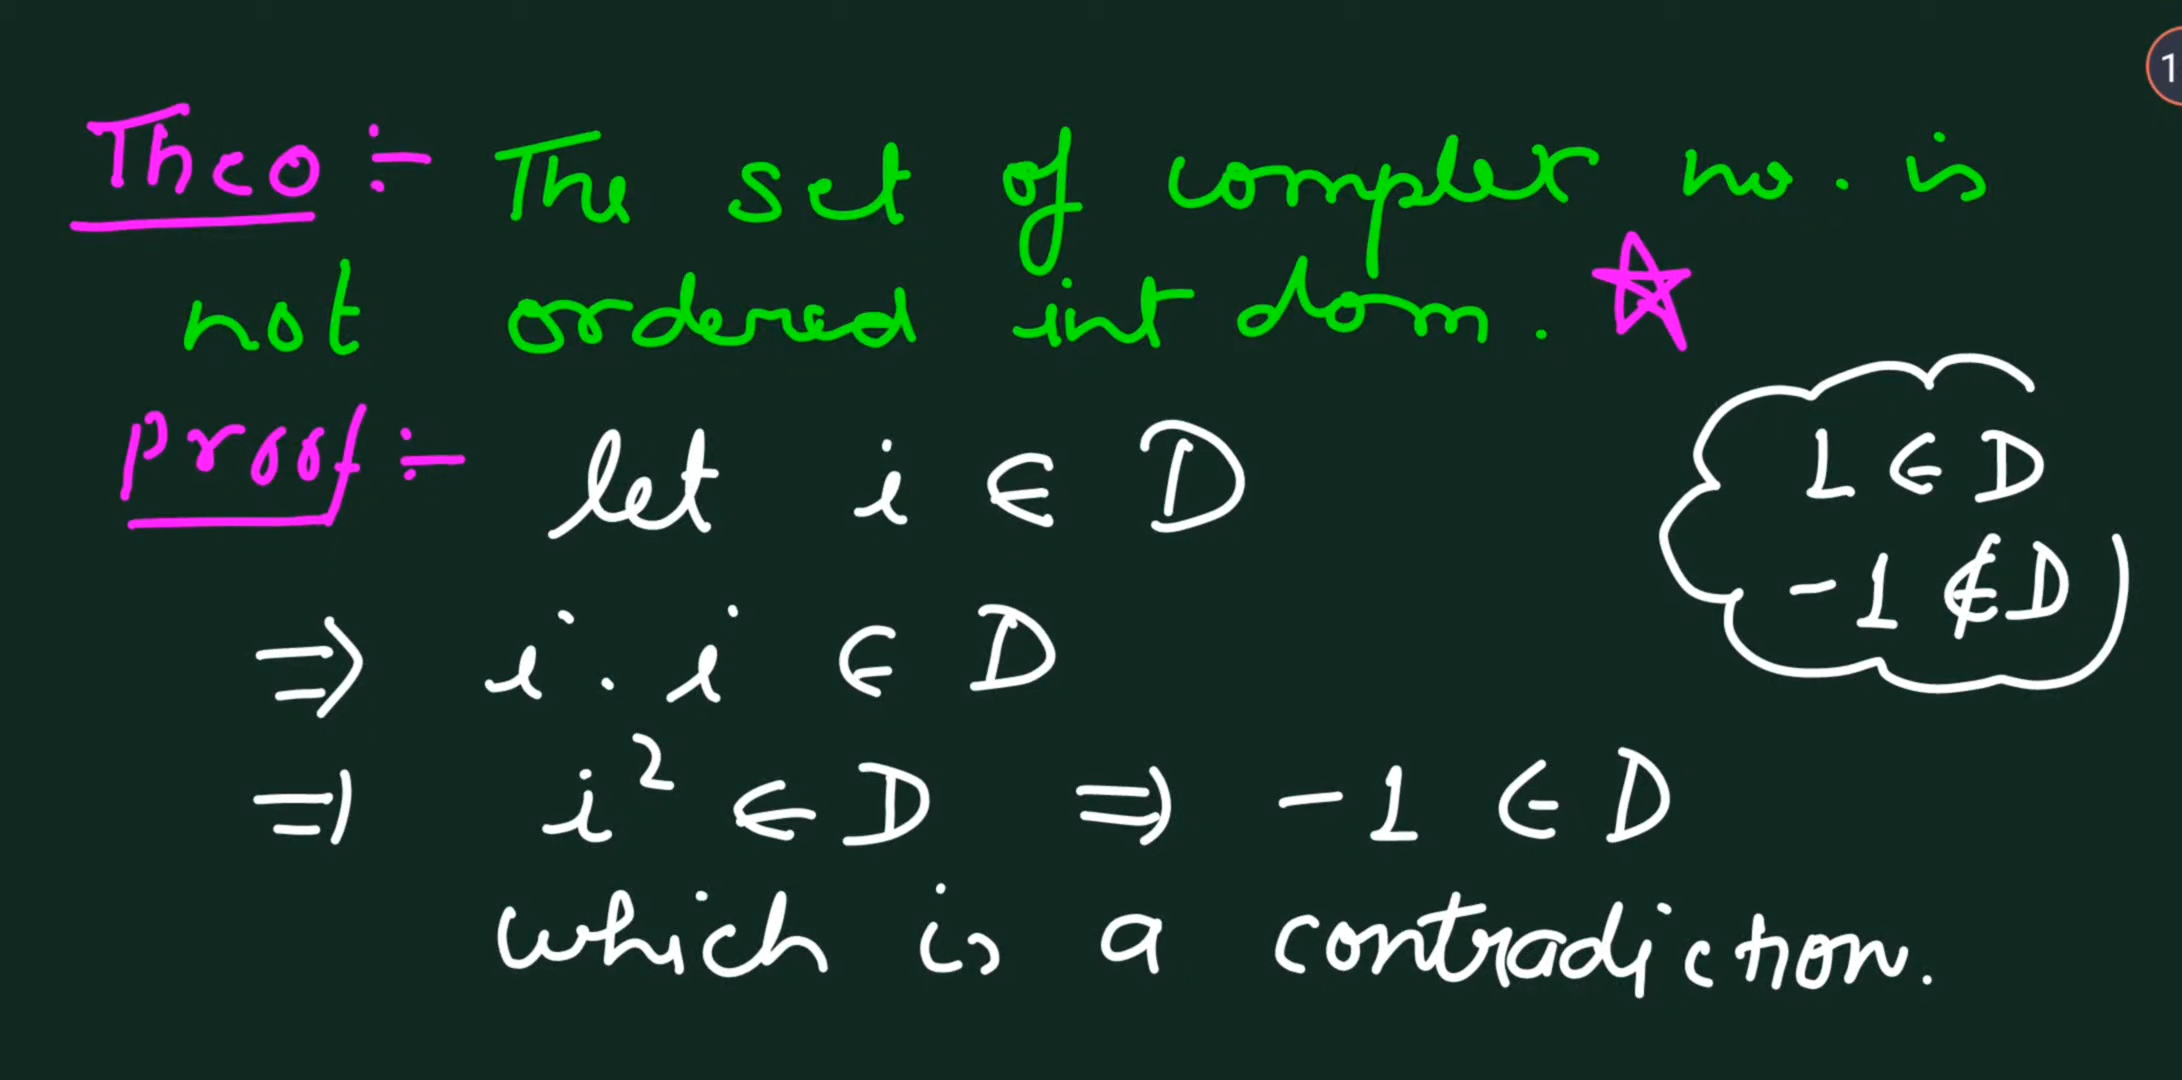 Theo :- The set of complex no. is
not ordered int dom.
proof :- let i ∈ D
1 ∈ D
-1 ∉ D
⇒ i . i ∈ D
⇒ i² ∈ D ⇒ -1 ∈ D
which is a contradiction.
1